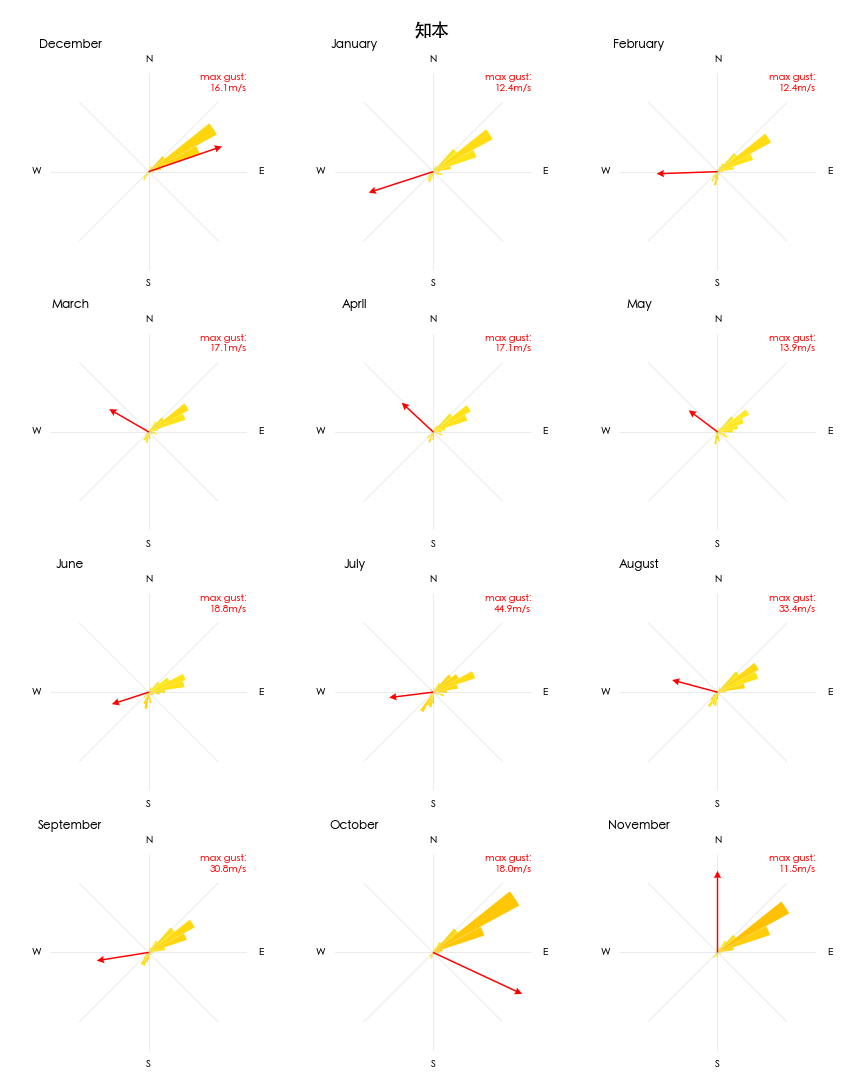 知本
December
N
max gust:
16.1m/s
W
E
S
January
N
max gust:
12.4m/s
W
E
S
February
N
max gust:
12.4m/s
W
E
S
March
N
max gust:
17.1m/s
W
E
S
April
N
max gust:
17.1m/s
W
E
S
May
N
max gust:
13.9m/s
W
E
S
June
N
max gust:
18.8m/s
W
E
S
July
N
max gust:
44.9m/s
W
E
S
August
N
max gust:
33.4m/s
W
E
S
September
N
max gust:
30.8m/s
W
E
S
October
N
max gust:
18.0m/s
W
E
S
November
N
max gust:
11.5m/s
W
E
S